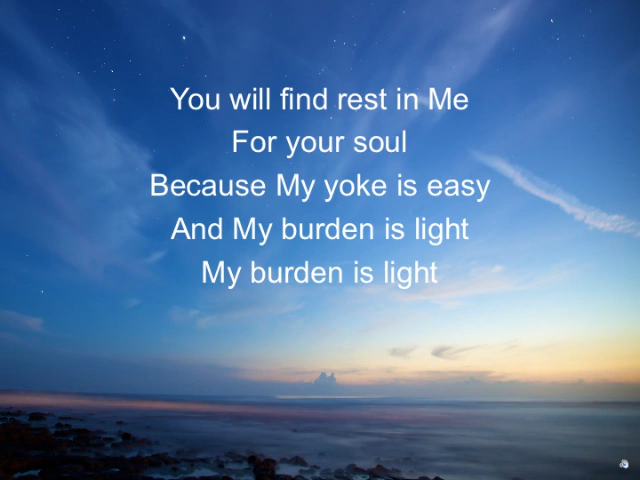 You will find rest in Me
For your soul
Because My yoke is easy
And My burden is light
My burden is light